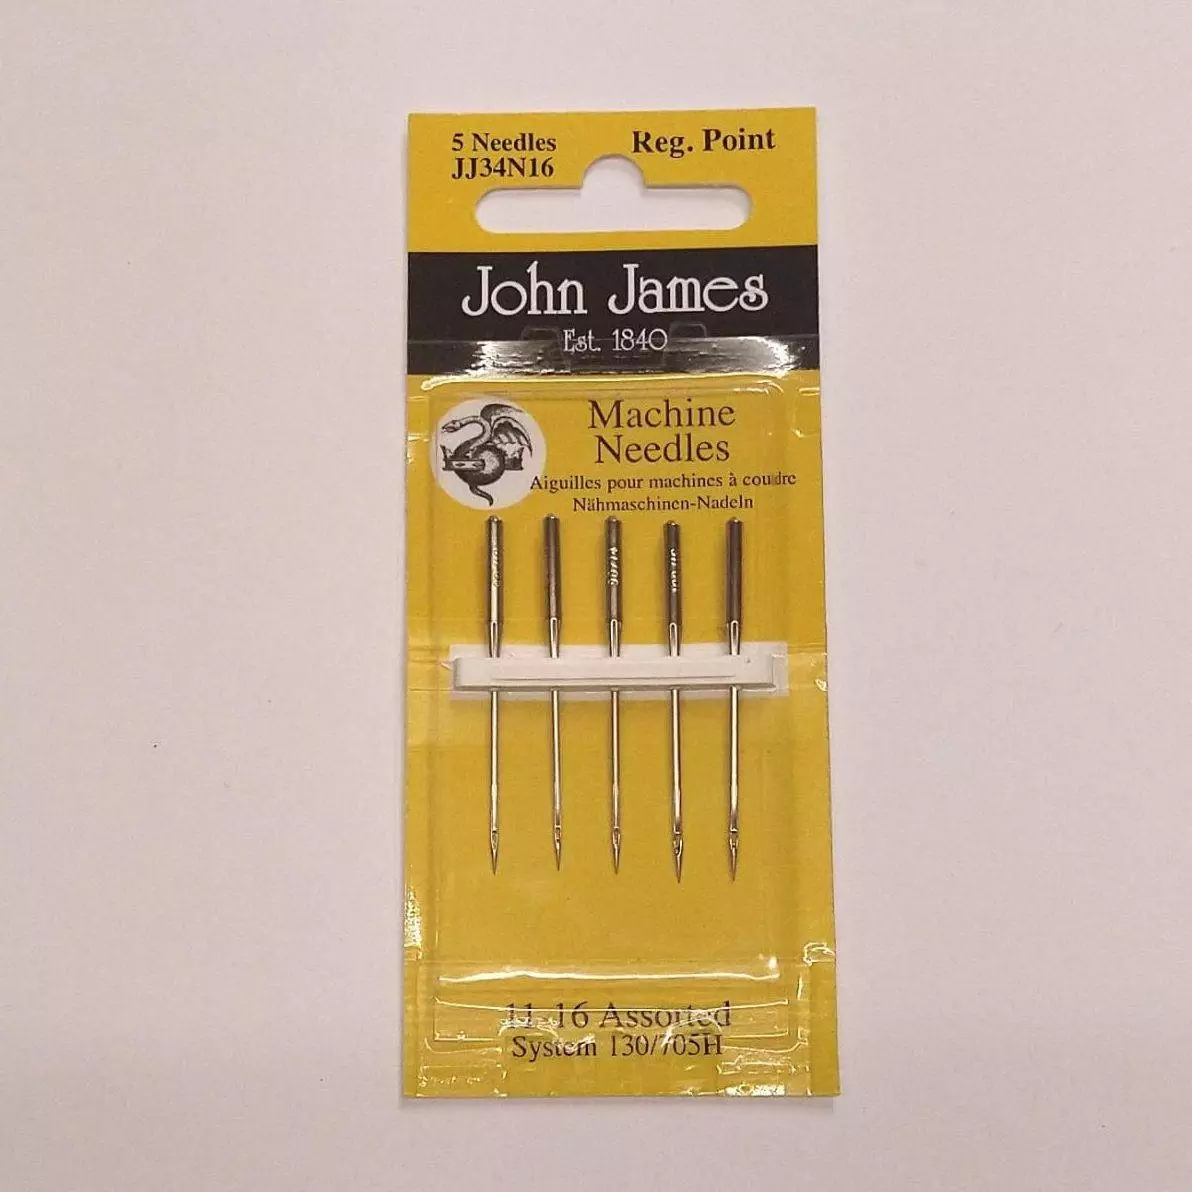 5 Needles
JJ34N16
Reg. Point
John James
Est. 1840
Machine
Needles
Aiguilles pour machines à coudre
Nähmaschinen-Nadeln
11-16 Assorted
System 130/705H